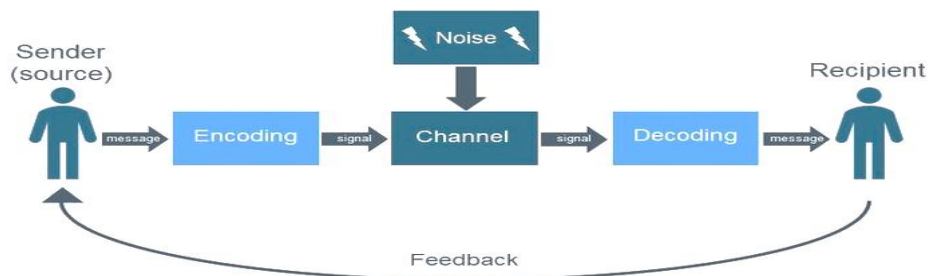 Noise
Sender
(source)
Recipient
message
Encoding
signal
Channel
signal
Decoding
message
Feedback